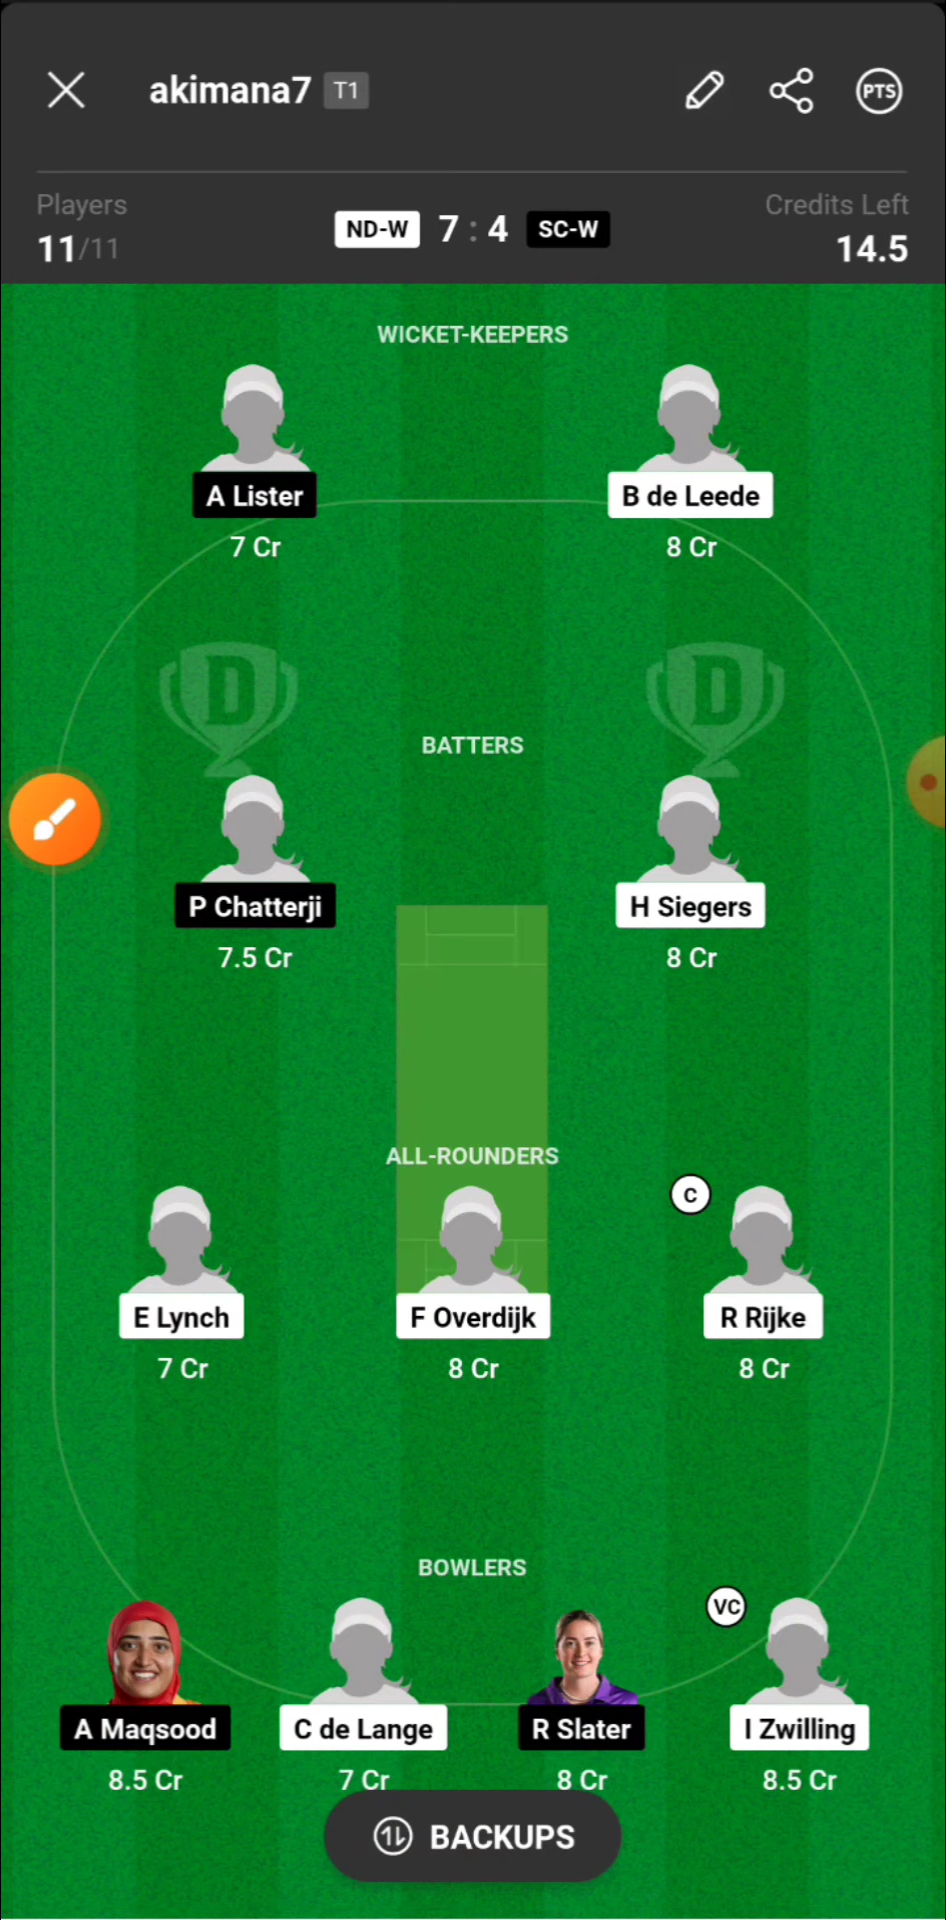 akimana7 T1 PTS
Players Credits Left
11/11 ND-W 7 : 4 SC-W 14.5
WICKET-KEEPERS
A Lister B de Leede
7 Cr 8 Cr
D D
BATTERS
P Chatterji H Siegers
7.5 Cr 8 Cr
ALL-ROUNDERS
C
E Lynch F Overdijk R Rijke
7 Cr 8 Cr 8 Cr
BOWLERS
VC
A Maqsood C de Lange R Slater I Zwilling
8.5 Cr 7 Cr 8 Cr 8.5 Cr
BACKUPS